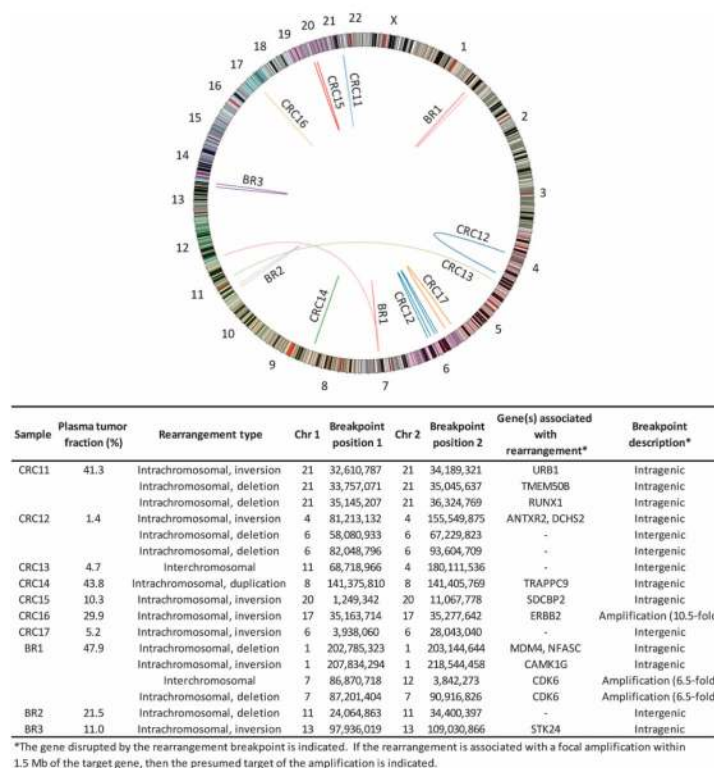 X
1
2
3
4
5
6
7
8
9
10
11
12
13
14
15
16
17
18
19
20
21
22
CRC11
CRC15
CRC16
BR1
BR3
CRC12
CRC13
BR2
CRC14
BR1
CRC12
CRC17
Sample Plasma tumor fraction (%) Rearrangement type Chr 1 Breakpoint position 1 Chr 2 Breakpoint position 2 Gene(s) associated with rearrangement* Breakpoint description*
CRC11 41.3 Intrachromosomal, inversion 21 32,610,787 21 34,189,321 URB1 Intragenic
Intrachromosomal, deletion 21 33,757,071 21 35,045,637 TMEM50B Intragenic
Intrachromosomal, deletion 21 35,145,207 21 36,324,769 RUNX1 Intragenic
CRC12 1.4 Intrachromosomal, inversion 4 81,213,132 4 155,549,875 ANTXR2, DCHS2 Intragenic
Intrachromosomal, deletion 6 58,080,933 6 67,229,823 - Intergenic
Intrachromosomal, deletion 6 82,048,796 6 93,604,709 - Intergenic
CRC13 4.7 Interchromosomal 11 68,718,966 4 180,111,536 - Intergenic
CRC14 43.8 Intrachromosomal, duplication 8 141,375,810 8 141,405,769 TRAPPC9 Intragenic
CRC15 10.3 Intrachromosomal, inversion 20 1,249,342 20 11,067,778 SDCBP2 Intragenic
CRC16 29.9 Intrachromosomal, inversion 17 35,163,714 17 35,277,642 ERBB2 Amplification (10.5-fold
CRC17 5.2 Intrachromosomal, inversion 6 3,938,060 6 28,043,040 - Intergenic
BR1 47.9 Intrachromosomal, deletion 1 202,785,323 1 203,144,644 MDM4, NFASC Intragenic
Intrachromosomal, inversion 1 207,834,294 1 218,544,458 CAMK1G Intragenic
Interchromosomal 7 86,870,718 12 3,842,273 CDK6 Amplification (6.5-fold
Intrachromosomal, deletion 7 87,201,404 7 90,916,826 CDK6 Amplification (6.5-fold
BR2 21.5 Intrachromosomal, deletion 11 24,064,863 11 34,400,397 - Intergenic
BR3 11.0 Intrachromosomal, inversion 13 97,936,019 13 109,030,866 STK24 Intragenic
*The gene disrupted by the rearrangement breakpoint is indicated. If the rearrangement is associated with a focal amplification within
1.5 Mb of the target gene, then the presumed target of the amplification is indicated.